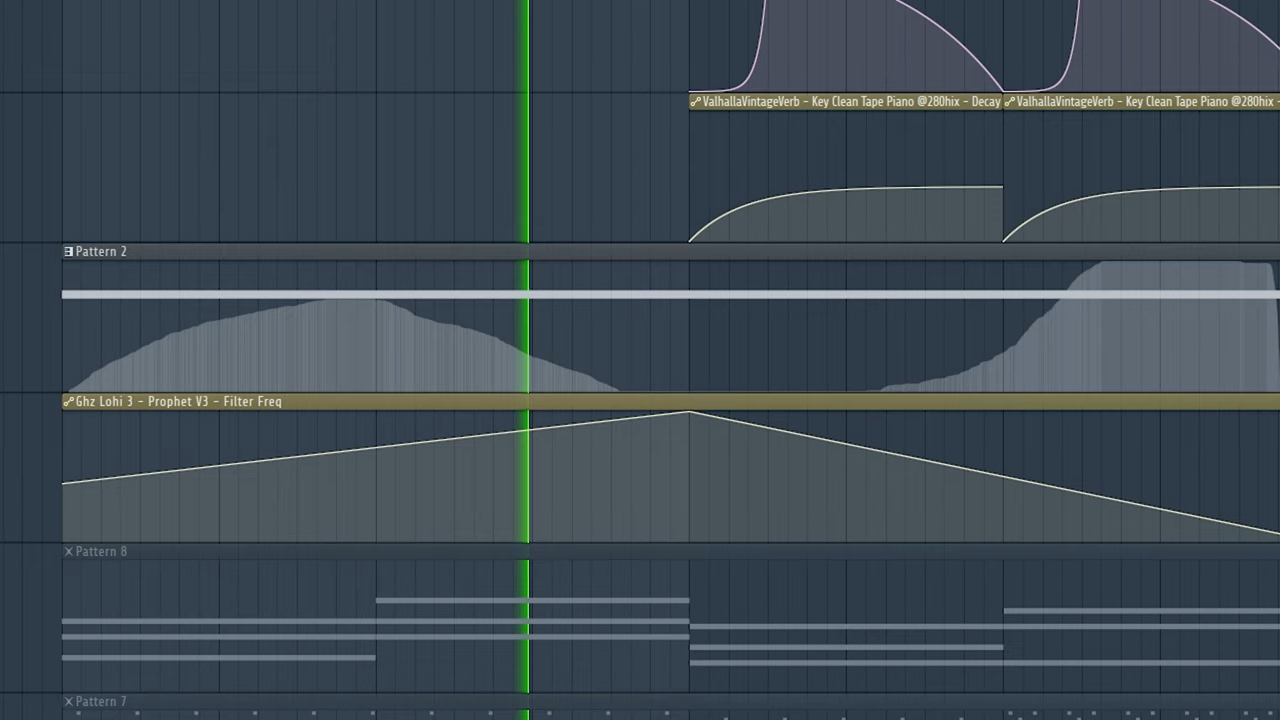 ValhallaVintageVerb - Key Clean Tape Piano @280hix - Decay
ValhallaVintageVerb - Key Clean Tape Piano @280hix -
Pattern 2
Ghz Lohi 3 - Prophet V3 - Filter Freq
Pattern 8
Pattern 7